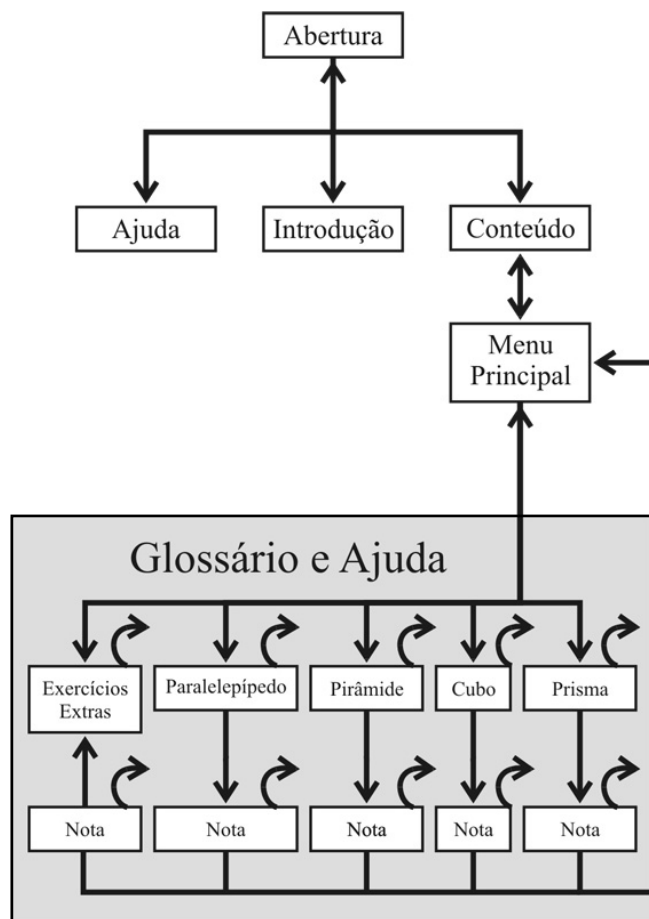 Abertura
Ajuda
Introdução
Conteúdo
Menu
Principal
Glossário e Ajuda
Exercícios
Extras
Paralelepípedo
Pirâmide
Cubo
Prisma
Nota
Nota
Nota
Nota
Nota